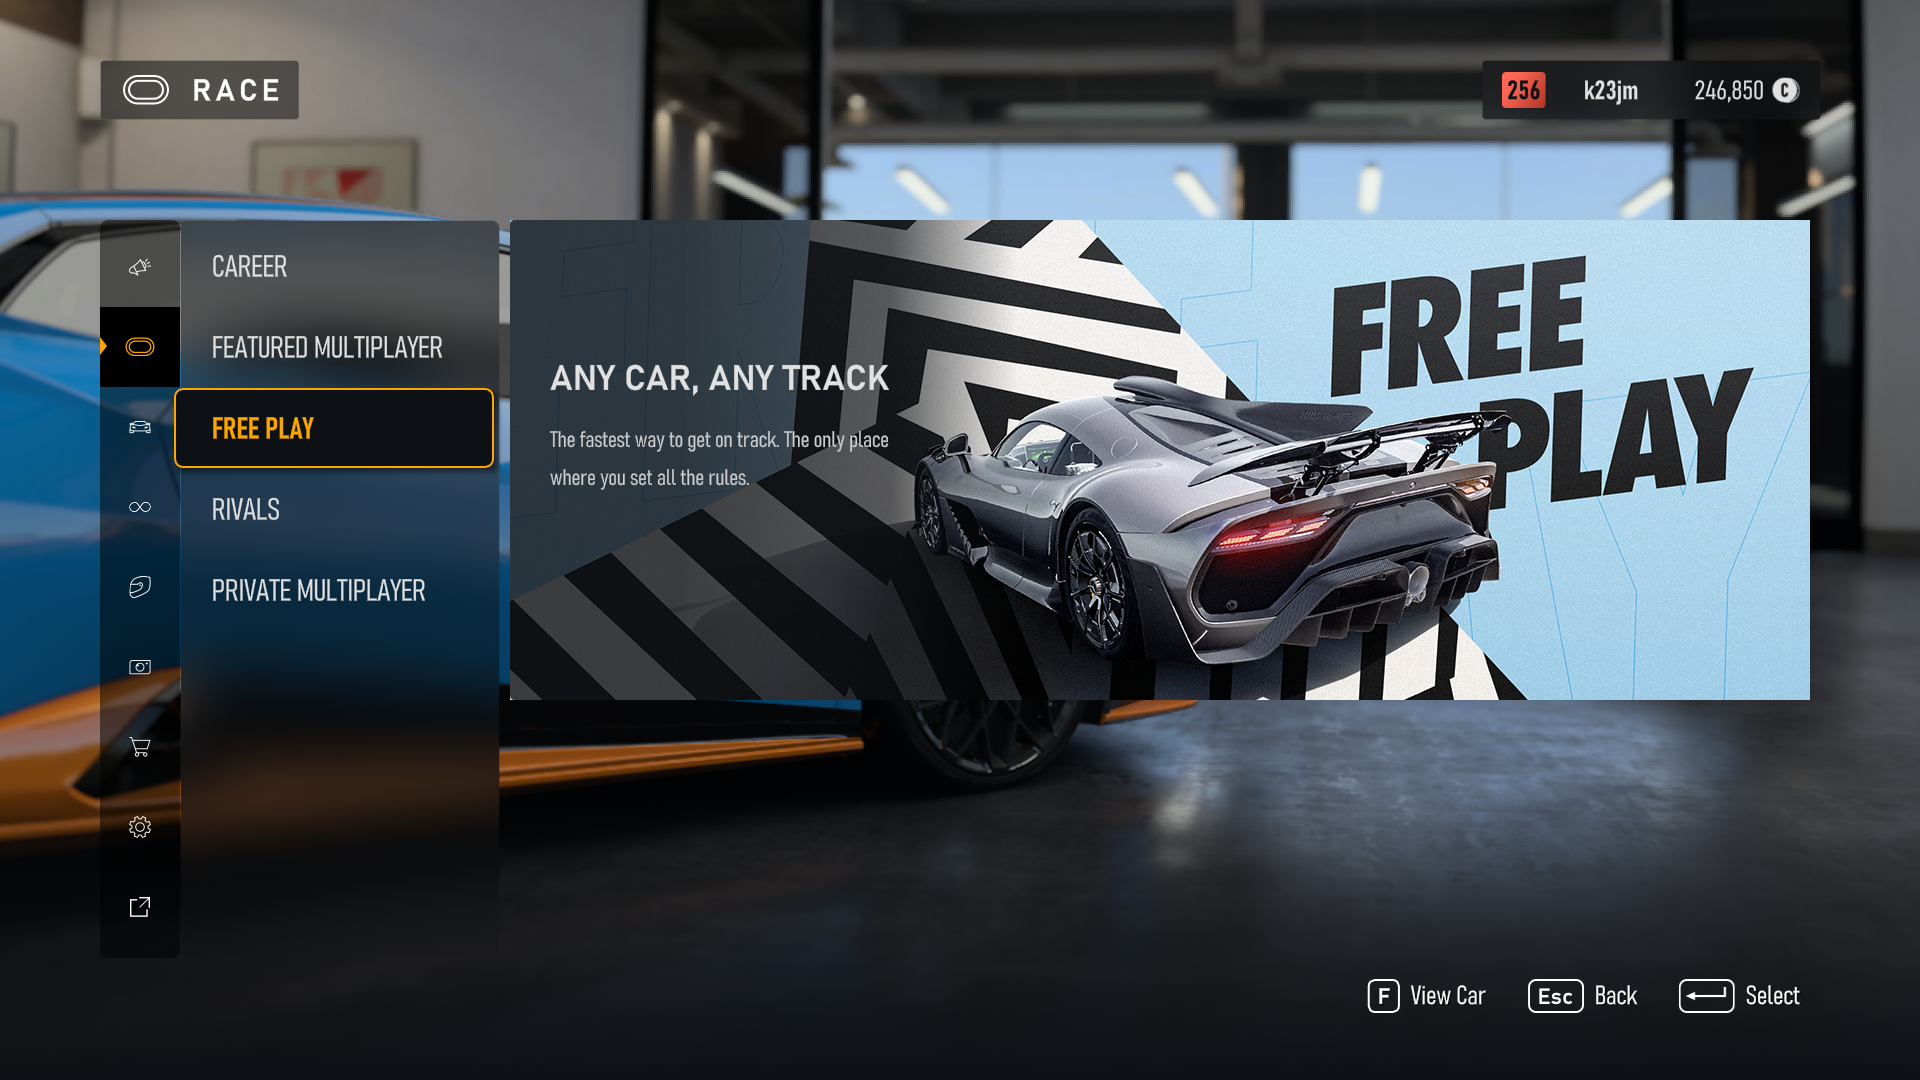 RACE
256 k23jm 246,850 C
CAREER
FEATURED MULTIPLAYER
FREE PLAY
RIVALS
PRIVATE MULTIPLAYER
ANY CAR, ANY TRACK
The fastest way to get on track. The only place
where you set all the rules.
FREE
PLAY
F View Car
Esc Back
Select